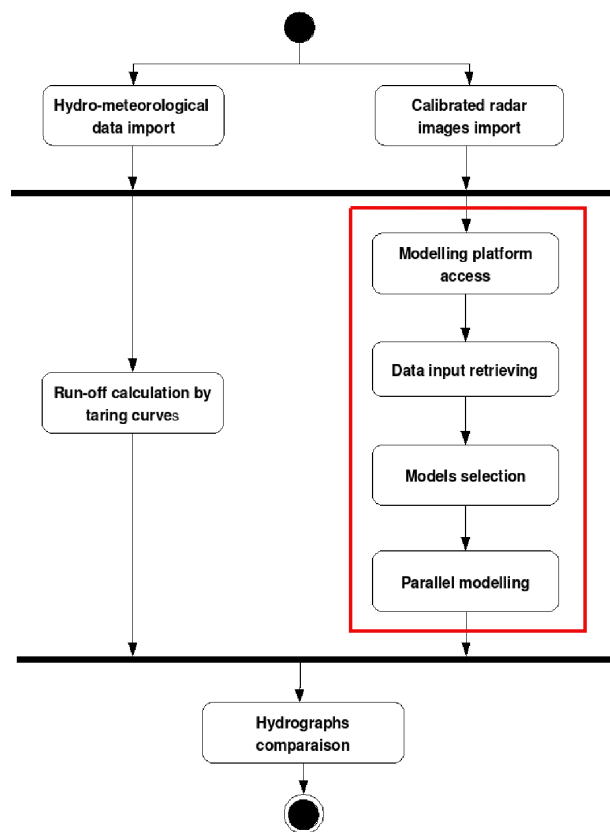 Hydro-meteorological
data import
Calibrated radar
images import
Modelling platform
access
Data input retrieving
Run-off calculation by
taring curves
Models selection
Parallel modelling
Hydrographs
comparaison